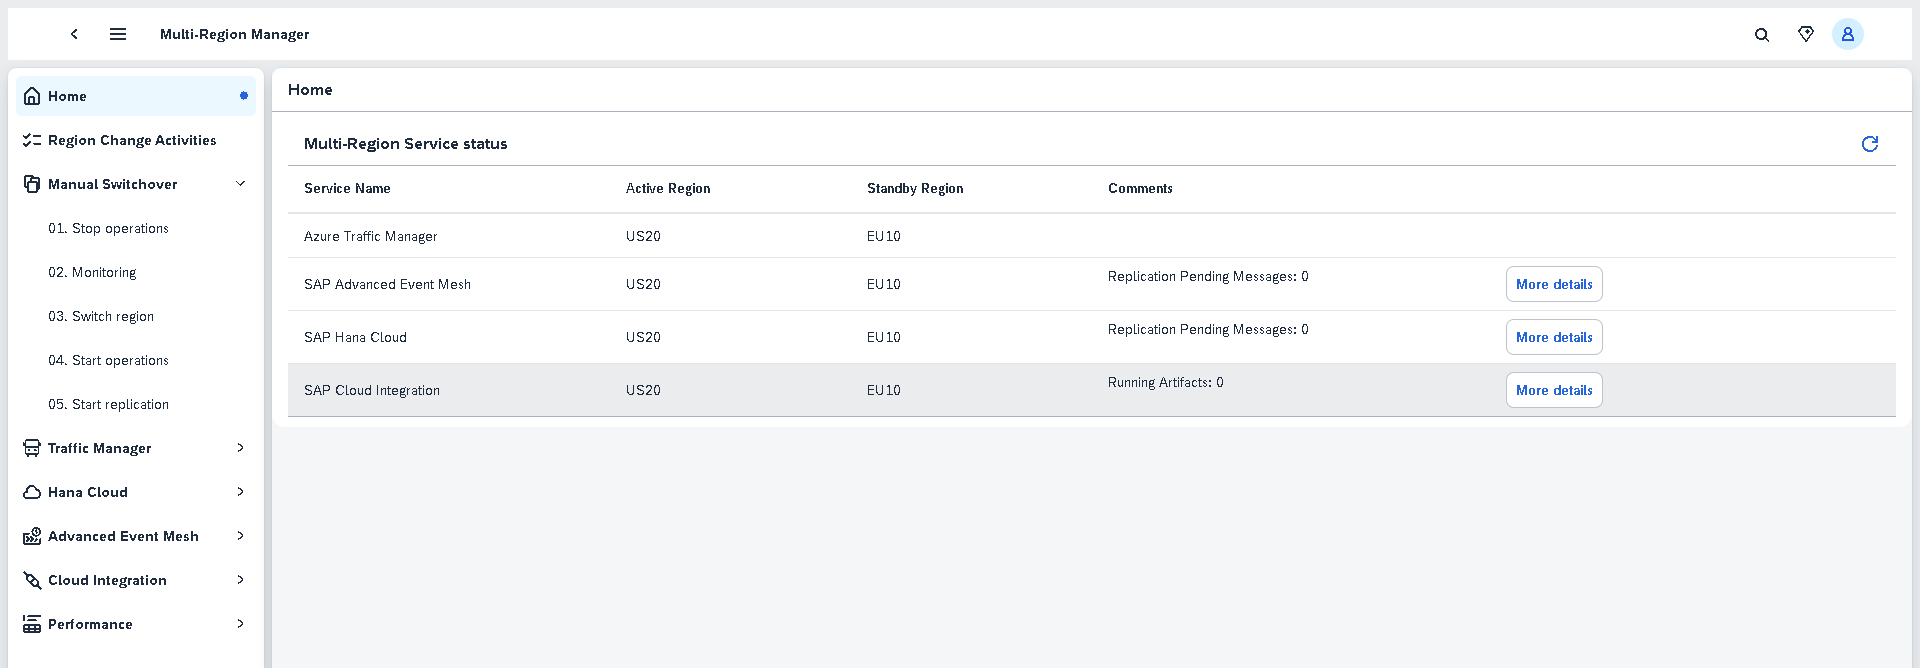 Multi-Region Manager
Home
Region Change Activities
Manual Switchover
01. Stop operations
02. Monitoring
03. Switch region
04. Start operations
05. Start replication
Traffic Manager
Hana Cloud
Advanced Event Mesh
Cloud Integration
Performance
Home
Multi-Region Service status
Service Name Active Region Standby Region Comments
Azure Traffic Manager US20 EU10
SAP Advanced Event Mesh US20 EU10 Replication Pending Messages: 0 More details
SAP Hana Cloud US20 EU10 Replication Pending Messages: 0 More details
SAP Cloud Integration US20 EU10 Running Artifacts: 0 More details